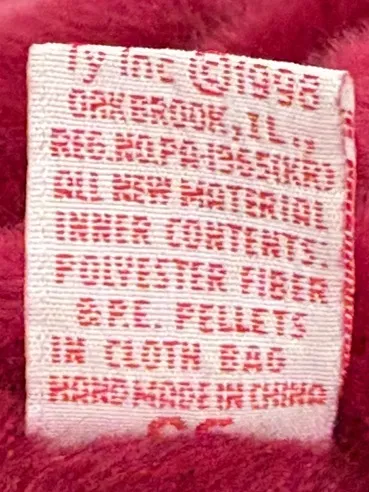 Ty Inc ©1998
OAKBROOK, IL.,
REG.NO.PA.1965(KR)
ALL NEW MATERIAL
INNER CONTENTS:
POLYESTER FIBER
& P.E. PELLETS
IN CLOTH BAG
HAND MADE IN CHINA